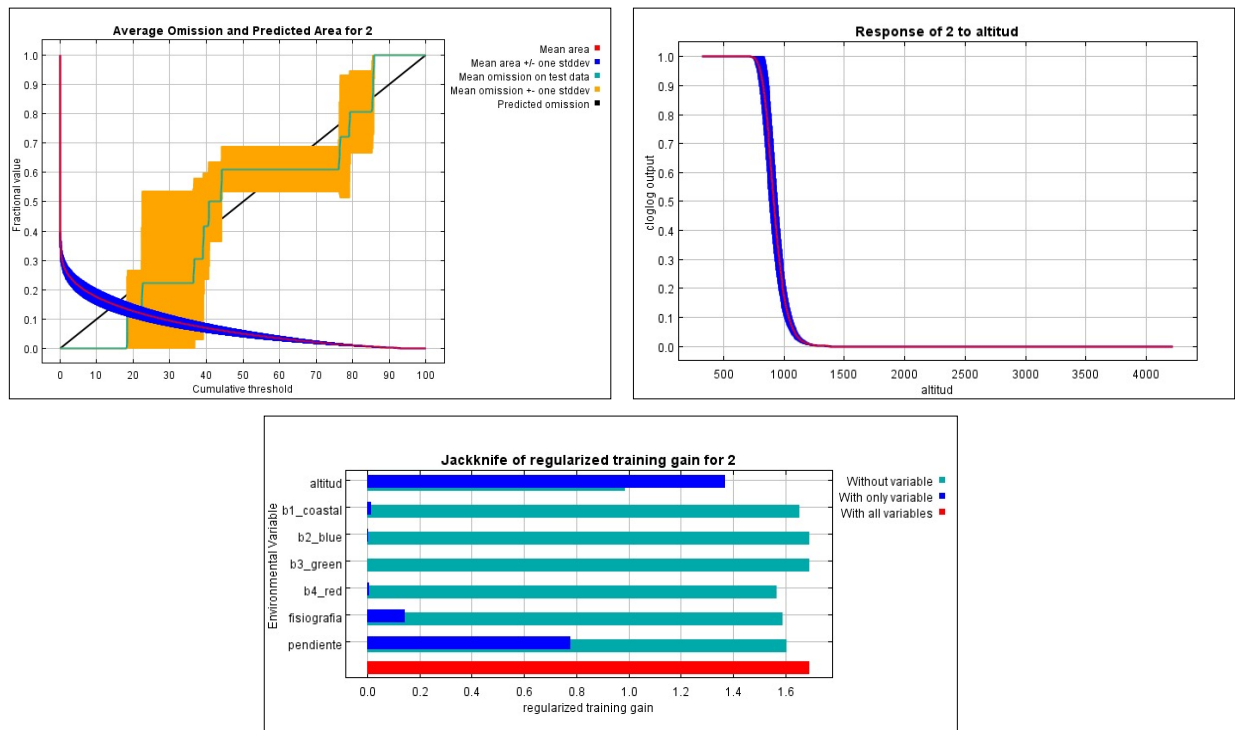 Average Omission and Predicted Area for 2
Mean area
Mean area +/- one stddev
Mean omission on test data
Mean omission +- one stddev
Predicted omission
Fractional value
1.0
0.9
0.8
0.7
0.6
0.5
0.4
0.3
0.2
0.1
0.0
0 10 20 30 40 50 60 70 80 90 100
Cumulative threshold
Response of 2 to altitud
cloglog output
1.0
0.9
0.8
0.7
0.6
0.5
0.4
0.3
0.2
0.1
0.0
500 1000 1500 2000 2500 3000 3500 4000
altitud
Jackknife of regularized training gain for 2
Without variable
With only variable
With all variables
Environmental Variable
altitud
b1_coastal
b2_blue
b3_green
b4_red
fisiografia
pendiente
0.0 0.2 0.4 0.6 0.8 1.0 1.2 1.4 1.6
regularized training gain